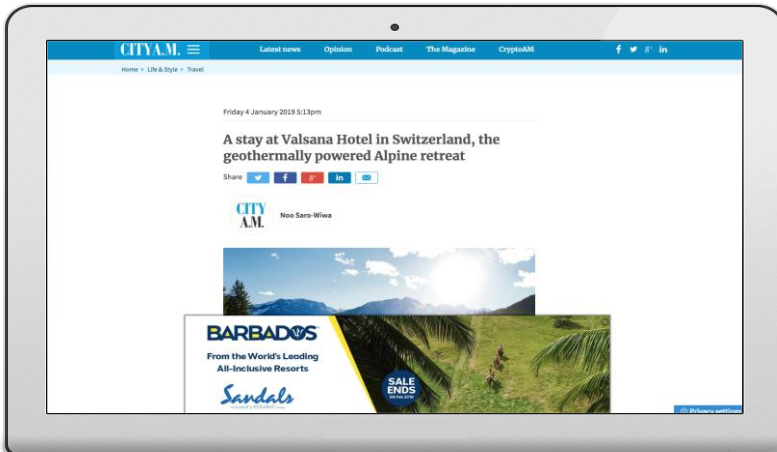 CITYA.M.
Latest news Opinion Podcast The Magazine CryptoAM
Home > Life & Style > Travel
Friday 4 January 2019 5:13pm
A stay at Valsana Hotel in Switzerland, the
geothermally powered Alpine retreat
Share
CITY
A.M.
Noo Saro-Wiwa
BARBADOS
From the World's Leading
All-Inclusive Resorts
Sandals
SALE
ENDS
Privacy settings